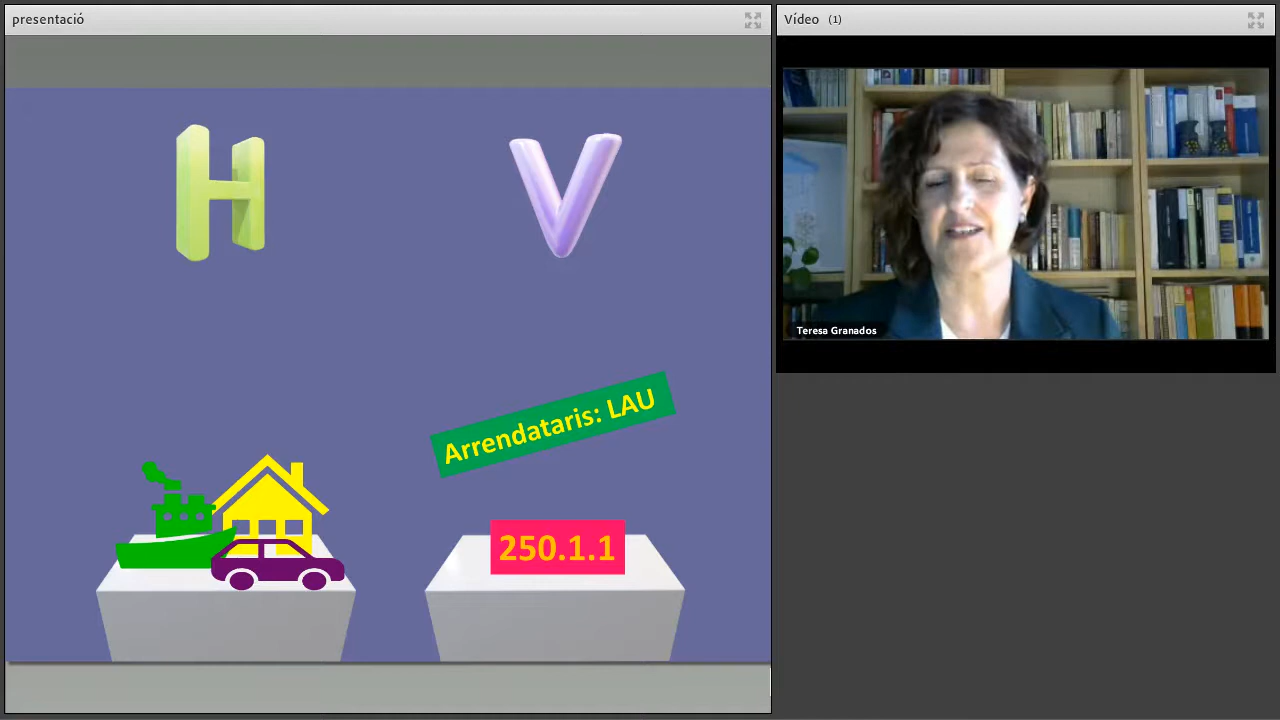 presentació
Vídeo (1)
H
V
Arrendataris: LAU
250.1.1
Teresa Granados